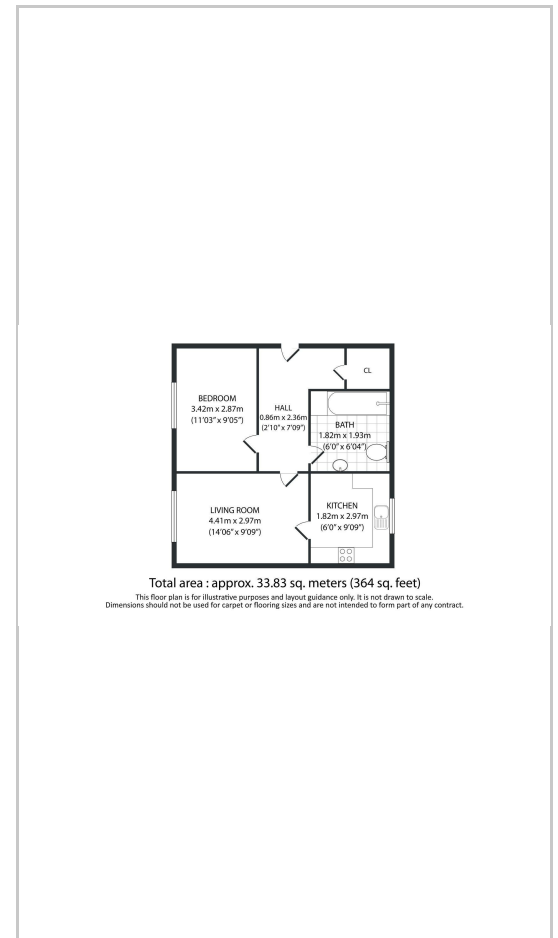 BEDROOM
3.42m x 2.87m
(11'03" x 9'05")
HALL
0.86m x 2.36m
(2'10" x 7'09")
CL
BATH
1.82m x 1.93m
(6'0" x 6'04")
LIVING ROOM
4.41m x 2.97m
(14'06" x 9'09")
KITCHEN
1.82m x 2.97m
(6'0" x 9'09")
Total area : approx. 33.83 sq. meters (364 sq. feet)
This floor plan is for illustrative purposes and layout guidance only. It is not drawn to scale.
Dimensions should not be used for carpet or flooring sizes and are not intended to form part of any contract.